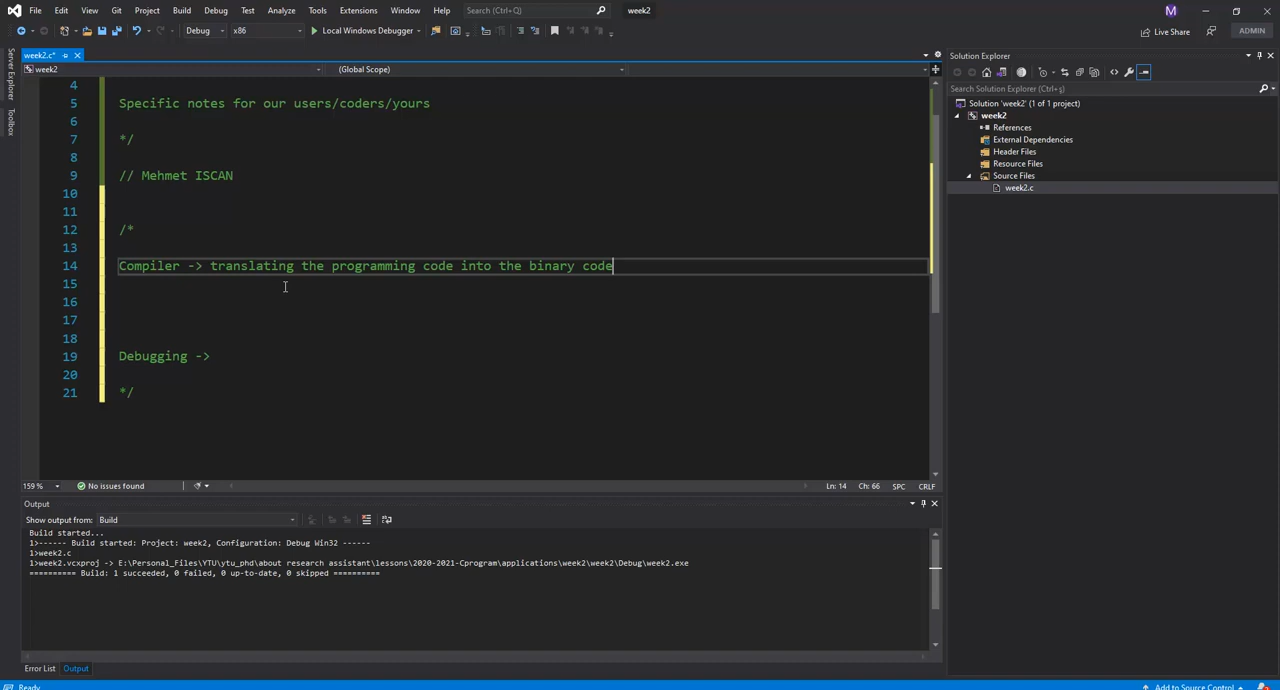 File Edit View Git Project Build Debug Test Analyze Tools Extensions Window Help Search (Ctrl+Q) week2 M
Debug x86 Local Windows Debugger Live Share ADMIN
Server Explorer
Toolbox
week2.c*
week2 (Global Scope)
4
5 Specific notes for our users/coders/yours
6
7 */
8
9 // Mehmet ISCAN
10
11
12 /*
13
14 Compiler -> translating the programming code into the binary code
15
16
17
18
19 Debugging ->
20
21 */
159 % No issues found Ln: 14 Ch: 66 SPC CRLF
Output
Show output from: Build
Build started...
1>------ Build started: Project: week2, Configuration: Debug Win32 ------
1>week2.c
1>week2.vcxproj -> E:\Personal_Files\YTU\ytu_phd\about research assistant\lessons\2020-2021-Cprogram\applications\week2\week2\Debug\week2.exe
========== Build: 1 succeeded, 0 failed, 0 up-to-date, 0 skipped ==========
Error List Output
Ready Add to Source Control
Solution Explorer
Search Solution Explorer (Ctrl+ş)
Solution 'week2' (1 of 1 project)
week2
References
External Dependencies
Header Files
Resource Files
Source Files
week2.c